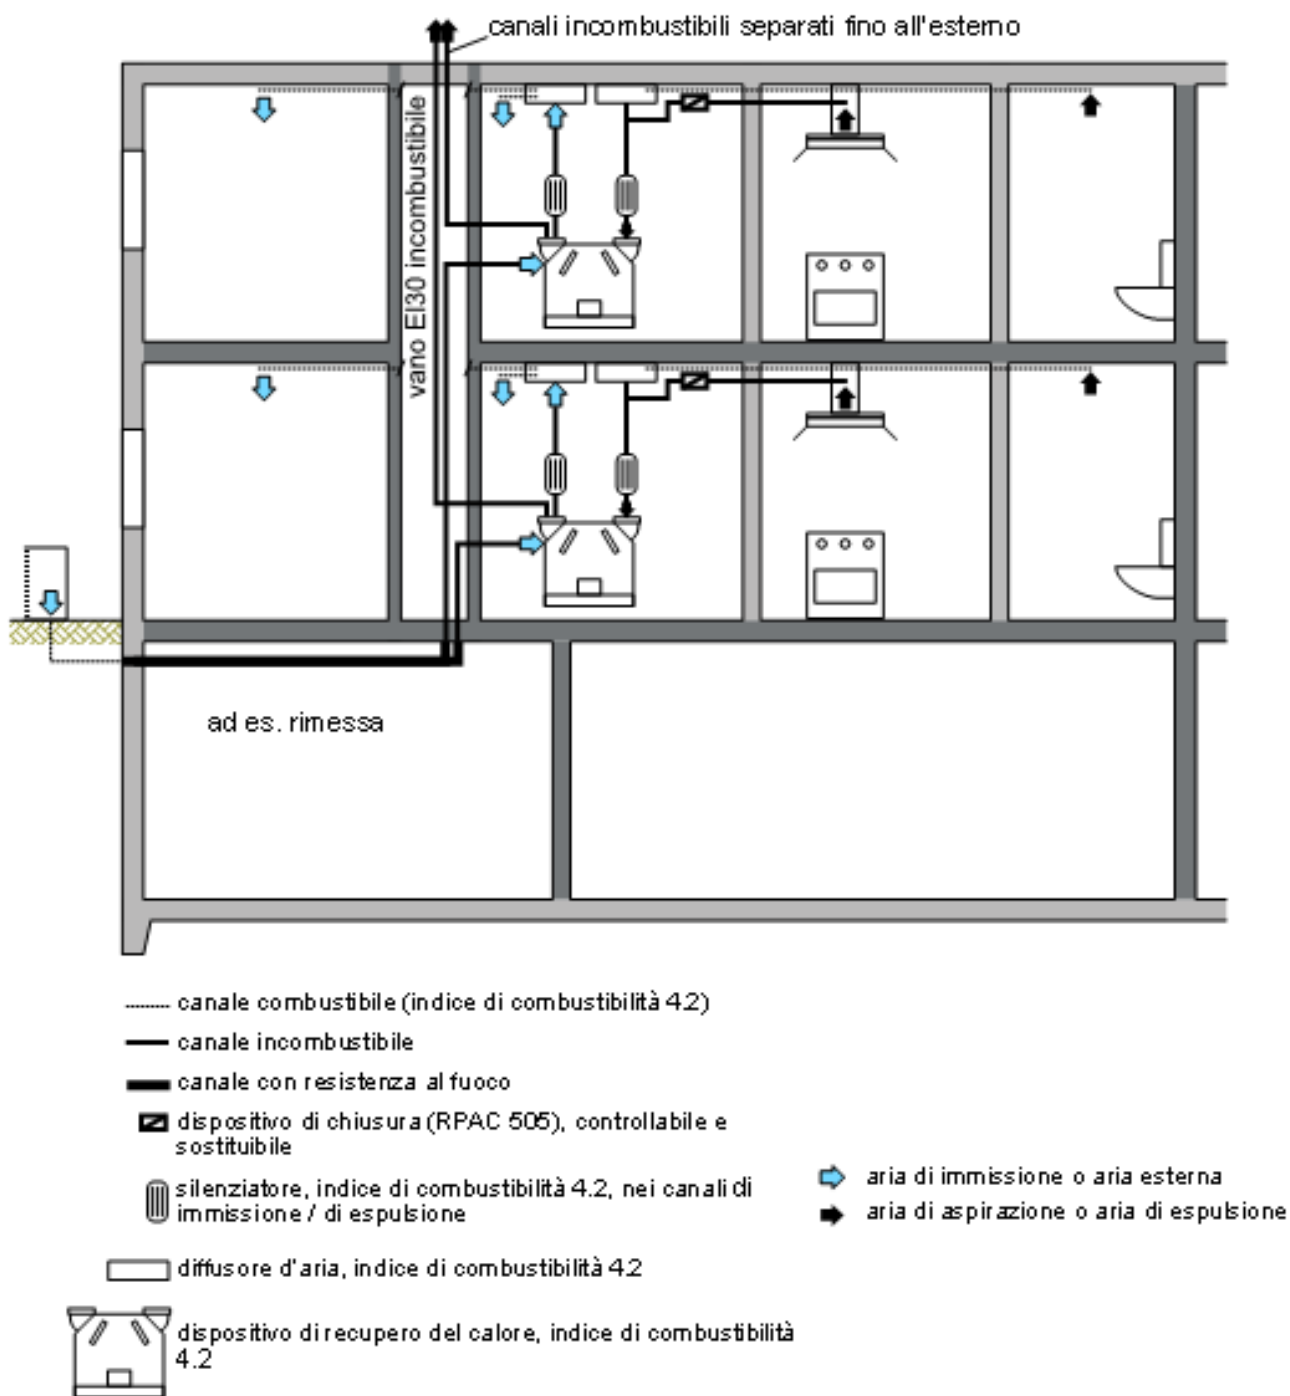 canali incombustibili separati fino all'esterno
vano EI30 incombustibile
ad es. rimessa
canale combustibile (indice di combustibilità 4.2)
canale incombustibile
canale con resistenza al fuoco
dispositivo di chiusura (RPAC 505), controllabile e
sostituibile
silenziatore, indice di combustibilità 4.2, nei canali di
immissione / di espulsione
aria di immissione o aria esterna
aria di aspirazione o aria di espulsione
diffusore d'aria, indice di combustibilità 4.2
dispositivo di recupero del calore, indice di combustibilità
4.2